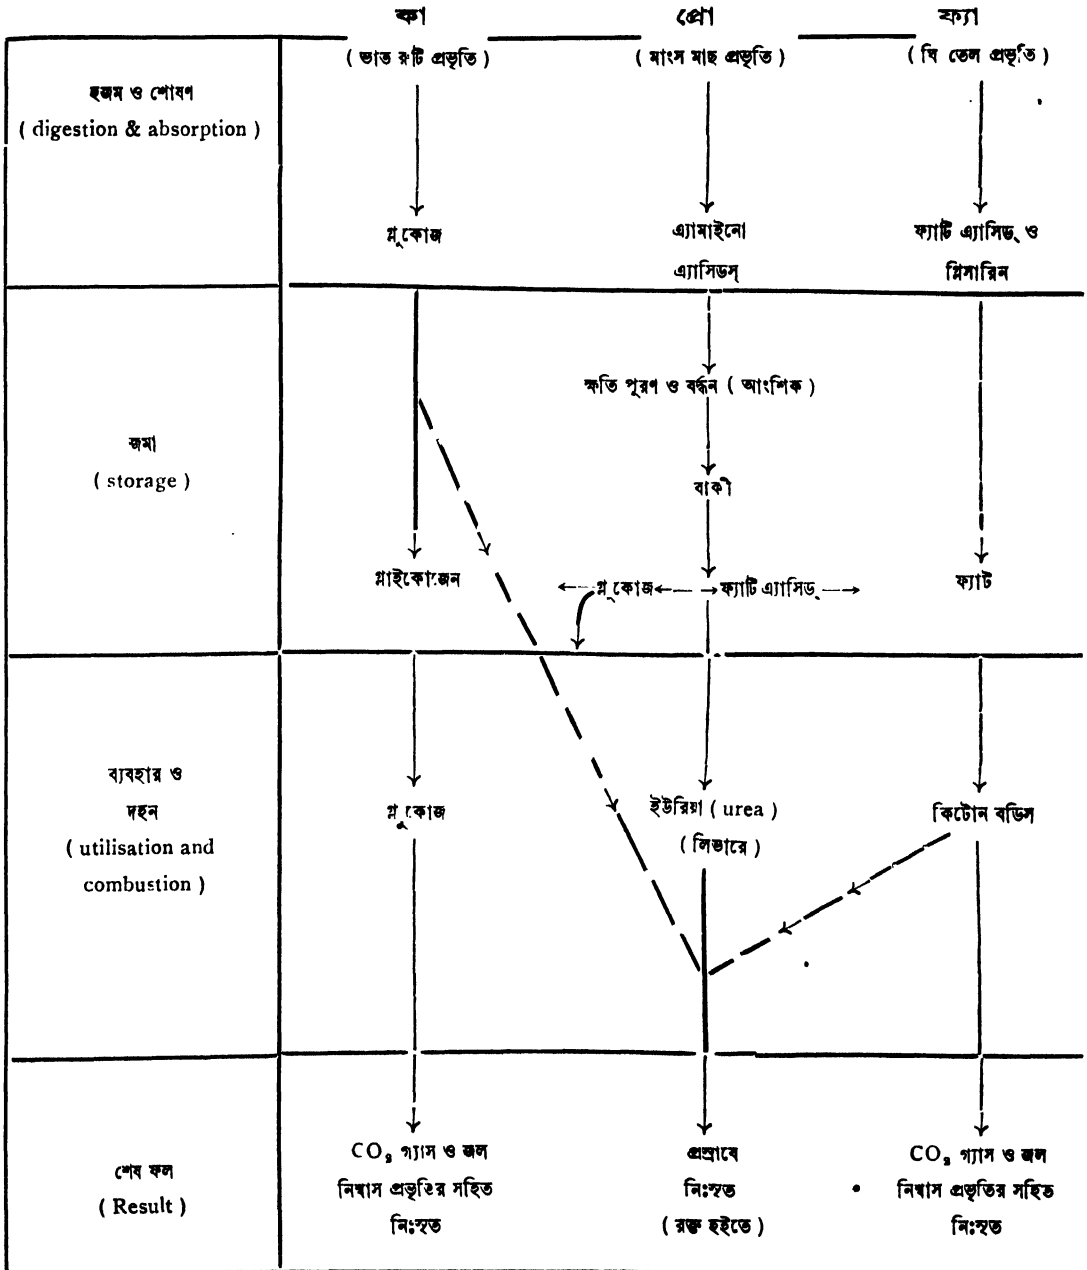 কা প্রো ফ্যা
( ভাত রুটি প্রভৃতি ) ( মাংস মাছ প্রভৃতি ) ( ঘি তেল প্রভৃতি )
হজম ও শোষণ
( digestion & absorption )
গ্লুকোজ এ্যামাইনো ফ্যাটি এ্যাসিড্ ও
এ্যাসিডস্ গ্লিসারিন
ক্ষতি পূরণ ও বর্দ্ধন ( আংশিক )
জমা
( storage )
বাকী
গ্লাইকোজেন গ্লুকোজ ফ্যাটি এ্যাসিড্ ফ্যাট
ব্যবহার ও
দহন
( utilisation and
combustion )
গ্লুকোজ ইউরিয়া ( urea ) কিটোন বডিস
( লিভারে )
শেষ ফল
( Result )
CO₂ গ্যাস ও জল প্রস্রাবে CO₂ গ্যাস ও জল
নিশ্বাস প্রভৃতির সহিত নিঃসৃত নিশ্বাস প্রভৃতির সহিত
নিঃসৃত ( রক্ত হইতে ) নিঃসৃত